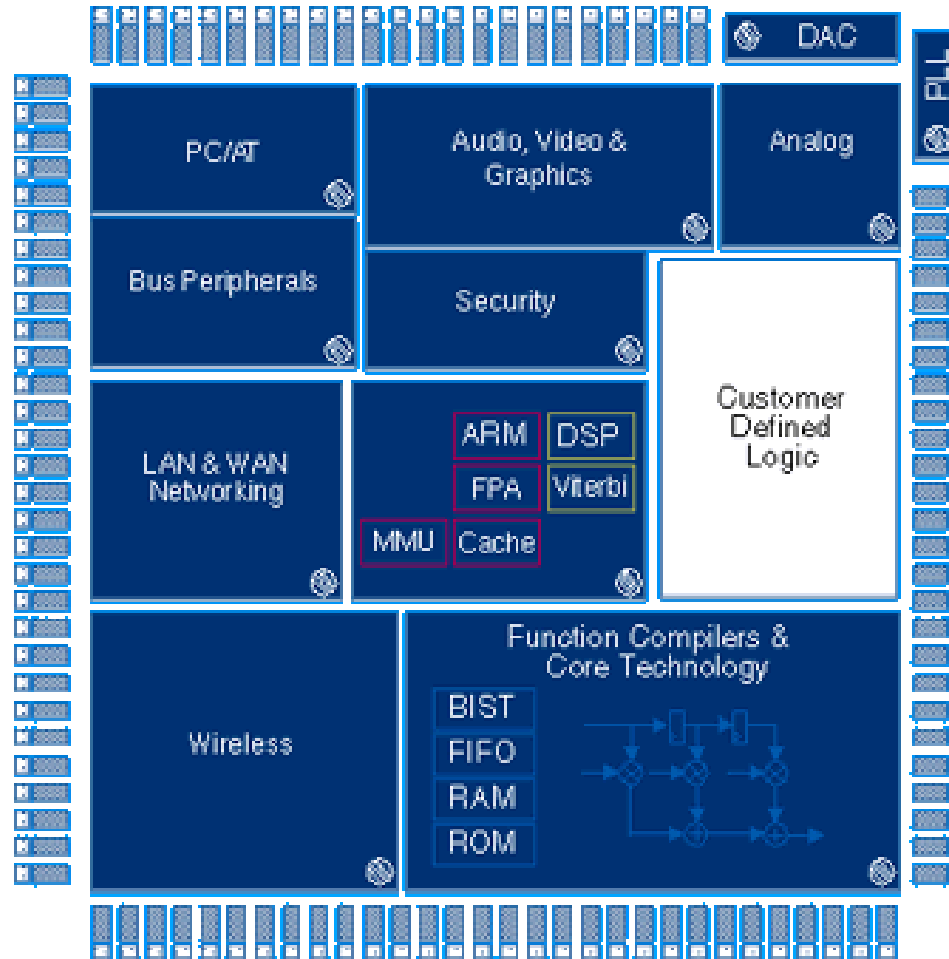 DAC
PLL
PC/AT
Audio, Video &
Graphics
Analog
Bus Peripherals
Security
Customer
Defined
Logic
LAN & WAN
Networking
ARM
DSP
FPA
Viterbi
MMU
Cache
Function Compilers &
Core Technology
Wireless
BIST
FIFO
RAM
ROM